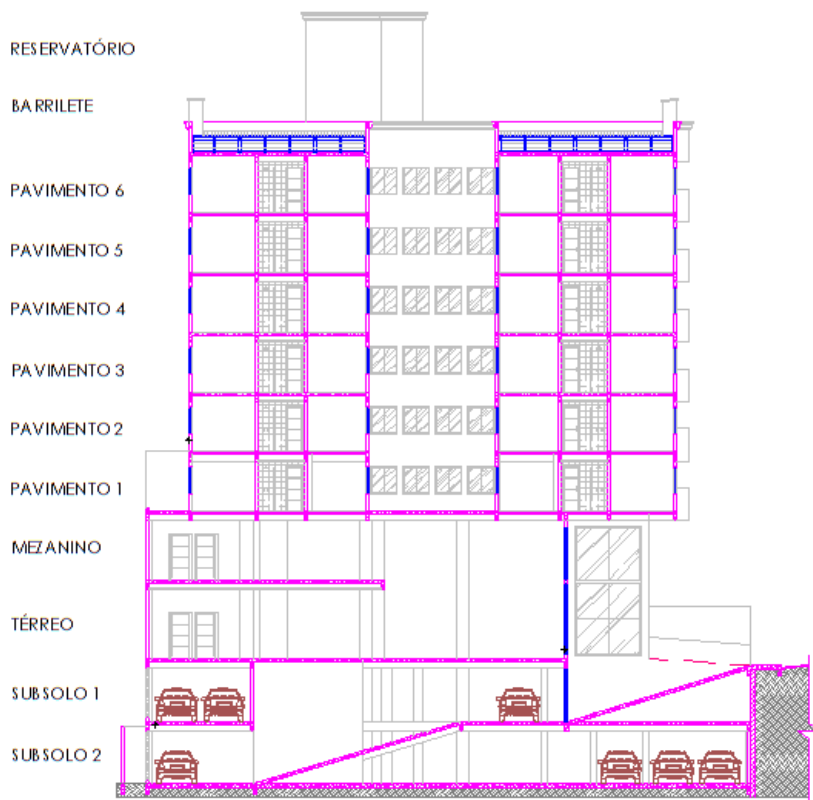 RESERVATÓRIO
BARRILETE
PAVIMENTO 6
PAVIMENTO 5
PAVIMENTO 4
PAVIMENTO 3
PAVIMENTO 2
PAVIMENTO 1
MEZANINO
TÉRREO
SUBSOLO 1
SUBSOLO 2